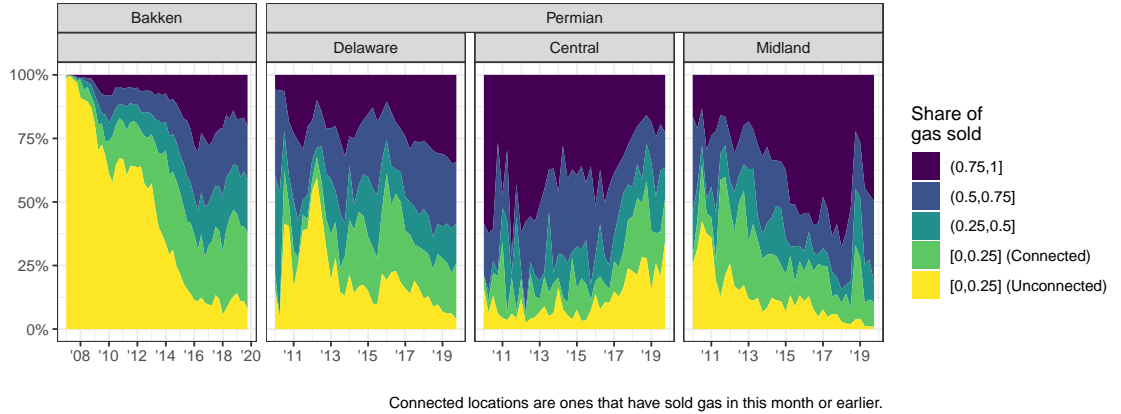 Bakken
Permian
Delaware
Central
Midland
100%
75%
50%
25%
0%
'08 '10 '12 '14 '16 '18 '20
'11 '13 '15 '17 '19
'11 '13 '15 '17 '19
'11 '13 '15 '17 '19
Share of
gas sold
(0.75,1]
(0.5,0.75]
(0.25,0.5]
[0,0.25] (Connected)
[0,0.25] (Unconnected)
Connected locations are ones that have sold gas in this month or earlier.